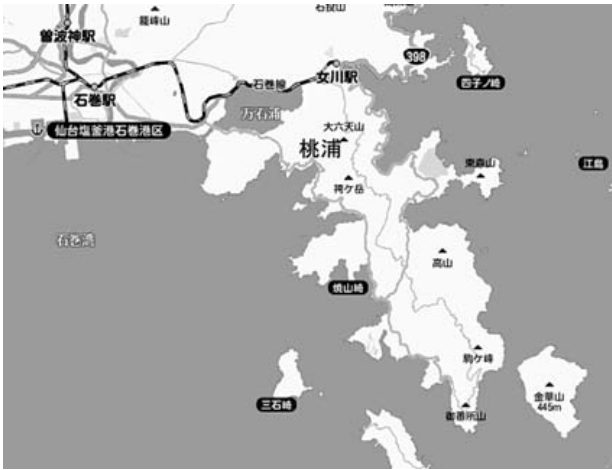 石投山
龍峰山
曽波神駅
398
女川駅
四子ノ崎
石巻線
石巻駅
万石浦
仙台塩釜港石巻港区
大六天山
桃浦
東森山
江島
袴ケ岳
石巻湾
高山
焼山崎
駒ケ峰
金華山
445m
三石崎
御番所山